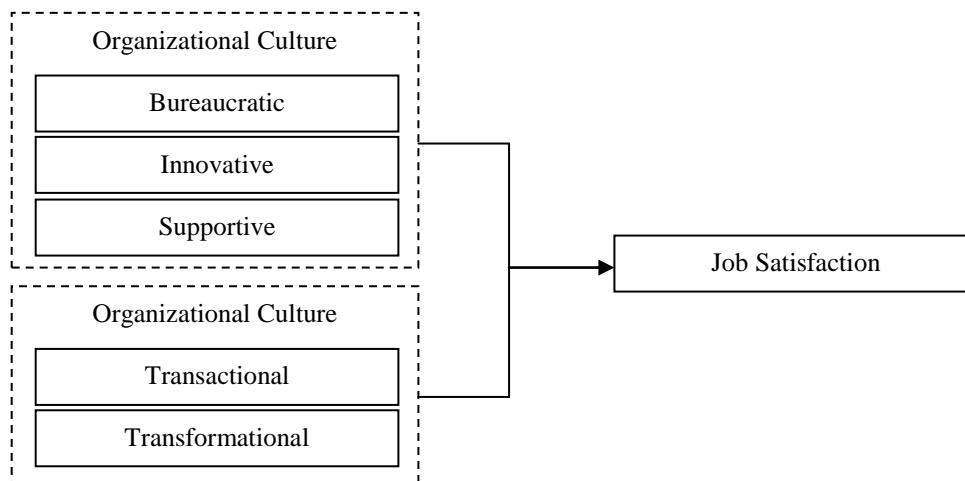 Organizational Culture
Bureaucratic
Innovative
Supportive
Job Satisfaction
Organizational Culture
Transactional
Transformational